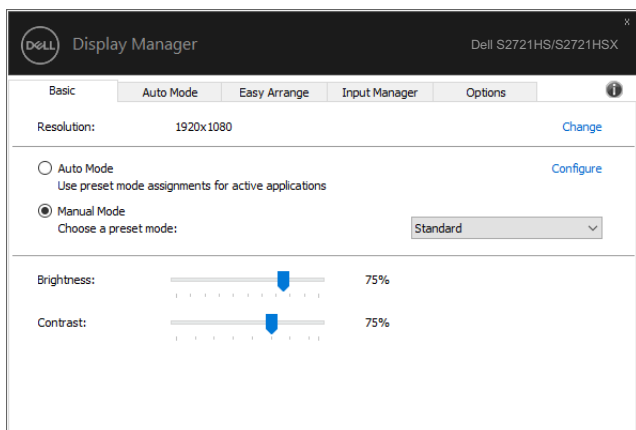 x
DELL Display Manager Dell S2721HS/S2721HSX
Basic Auto Mode Easy Arrange Input Manager Options i
Resolution: 1920x1080 Change
Auto Mode Configure
Use preset mode assignments for active applications
Manual Mode
Choose a preset mode: Standard
Brightness: 75%
Contrast: 75%